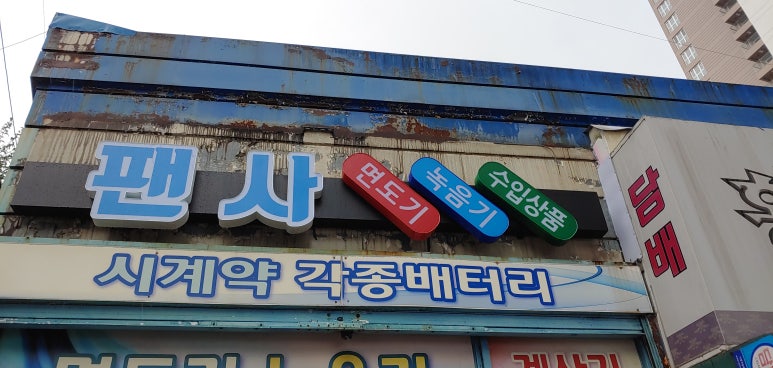 팬사 면도기 녹음기 수입상품
시계약 각종배터리
담배